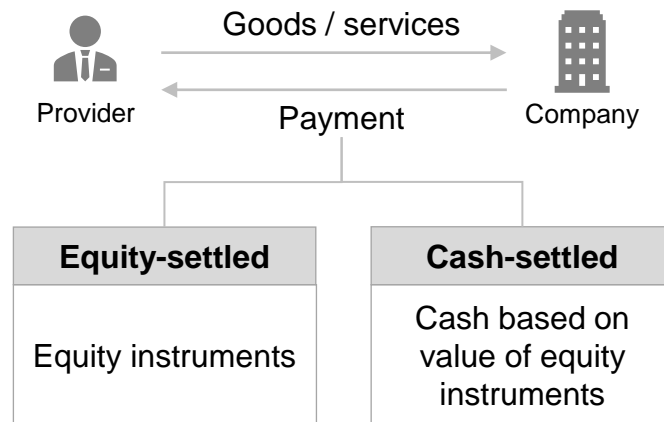 Goods / services
Provider
Company
Payment
Equity-settled
Equity instruments
Cash-settled
Cash based on
value of equity
instruments